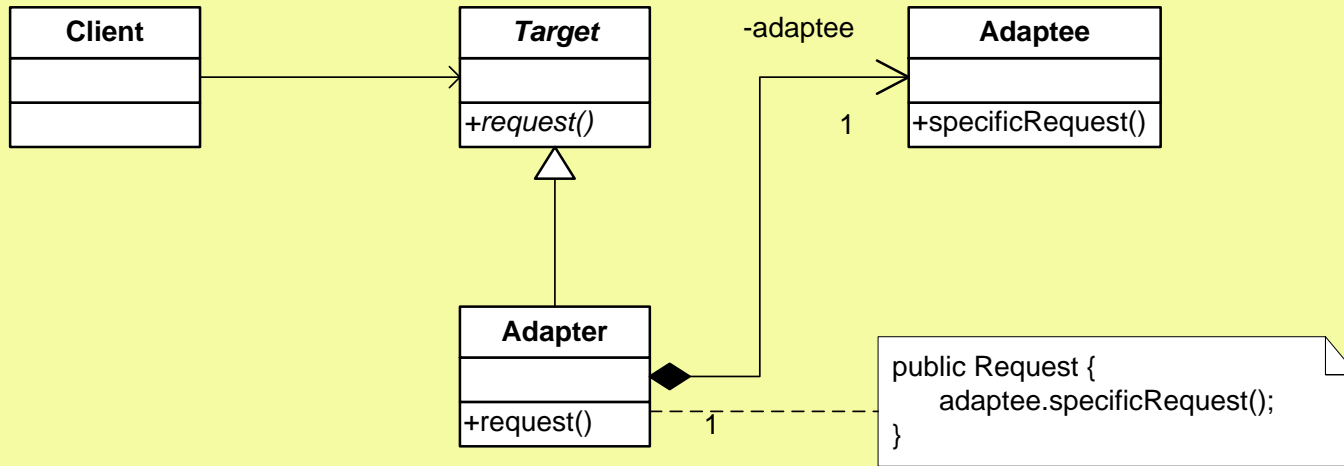 Client
Target
+request()
-adaptee
1
Adaptee
+specificRequest()
Adapter
+request()
1
public Request {
adaptee.specificRequest();
}